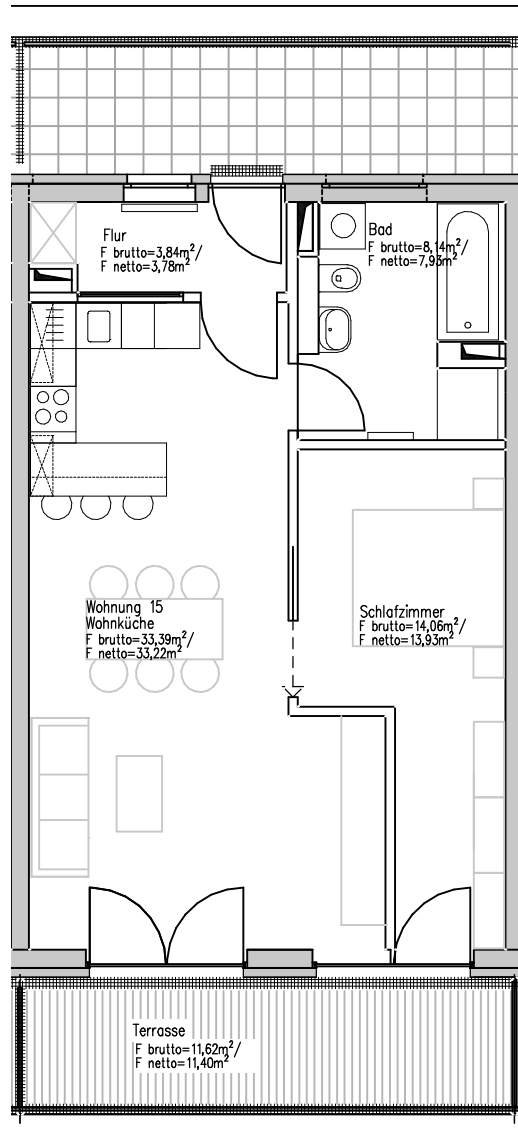 Flur
F brutto=3,84m²/
F netto=3,78m²
Bad
F brutto=8,14m²/
F netto=7,93m²
Wohnung 15
Wohnküche
F brutto=33,39m²/
F netto=33,22m²
Schlafzimmer
F brutto=14,06m²/
F netto=13,93m²
Terrasse
F brutto=11,62m²/
F netto=11,40m²